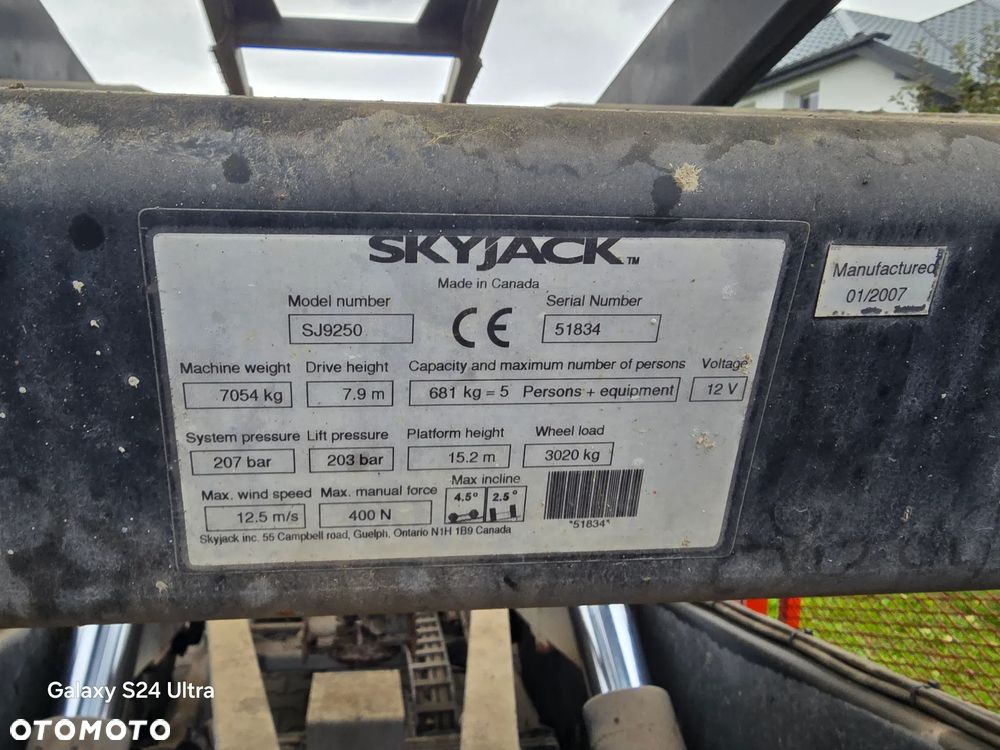 SKYJACK™
Made in Canada
Model number
SJ9250
CE
Serial Number
51834
Manufactured
01/2007
Machine weight Drive height Capacity and maximum number of persons Voltage
7054 kg 7.9 m 681 kg = 5 Persons + equipment 12 V
System pressure Lift pressure Platform height Wheel load
207 bar 203 bar 15.2 m 3020 kg
Max. wind speed Max. manual force Max incline
12.5 m/s 400 N 4.5° 2.5°
*51834*
Skyjack inc. 55 Campbell road, Guelph, Ontario N1H 1B9 Canada
Galaxy S24 Ultra
OTOMOTO